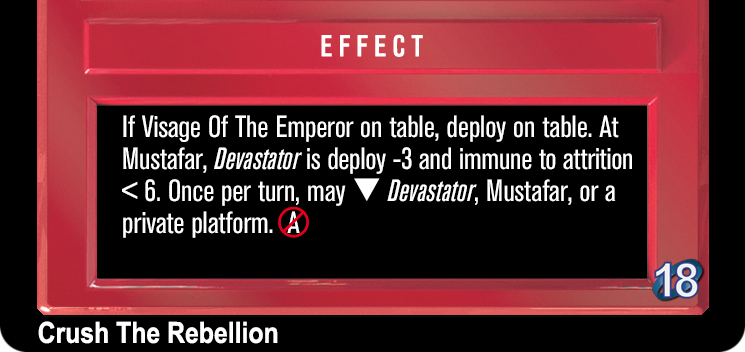 EFFECT
If Visage Of The Emperor on table, deploy on table. At
Mustafar, Devastator is deploy -3 and immune to attrition
< 6. Once per turn, may ▼ Devastator, Mustafar, or a
private platform. A
18
Crush The Rebellion